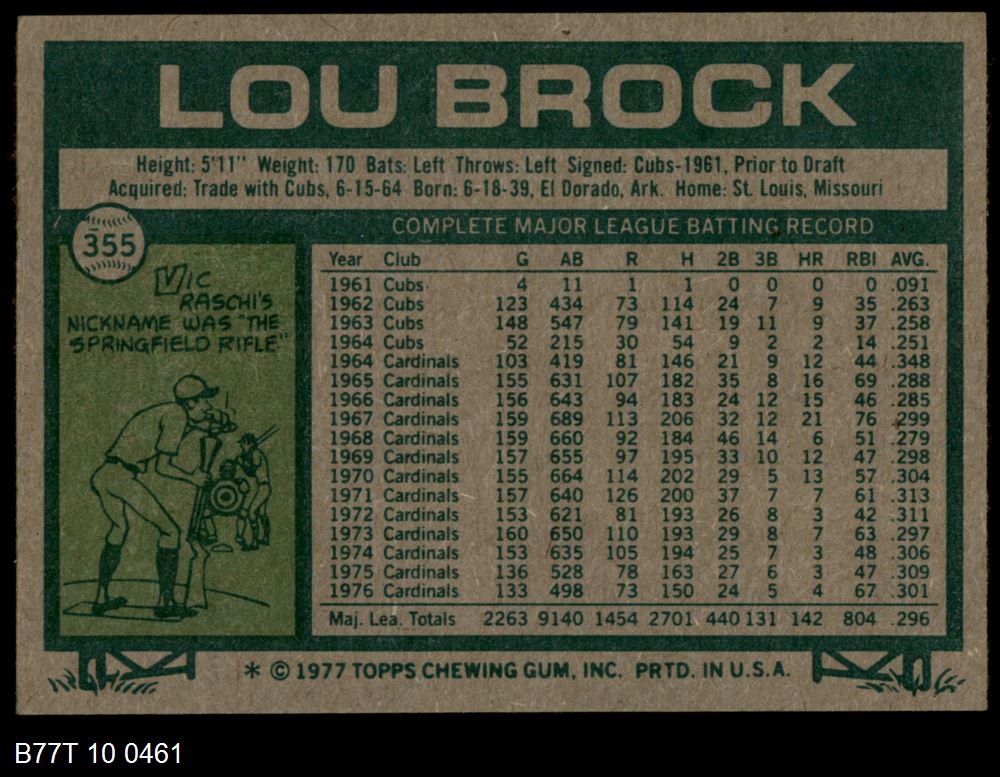 LOU BROCK
Height: 5'11" Weight: 170 Bats: Left Throws: Left Signed: Cubs-1961, Prior to Draft
Acquired: Trade with Cubs, 6-15-64 Born: 6-18-39, El Dorado, Ark. Home: St. Louis, Missouri
355
VIC
RASCHI'S
NICKNAME WAS "THE
SPRINGFIELD RIFLE"
COMPLETE MAJOR LEAGUE BATTING RECORD
Year Club G AB R H 2B 3B HR RBI AVG.
1961 Cubs 4 11 1 1 0 0 0 0 .091
1962 Cubs 123 434 73 114 24 7 9 35 .263
1963 Cubs 148 547 79 141 19 11 9 37 .258
1964 Cubs 52 215 30 54 9 2 2 14 .251
1964 Cardinals 103 419 81 146 21 9 12 44 .348
1965 Cardinals 155 631 107 182 35 8 16 69 .288
1966 Cardinals 156 643 94 183 24 12 15 46 .285
1967 Cardinals 159 689 113 206 32 12 21 76 .299
1968 Cardinals 159 660 92 184 46 14 6 51 .279
1969 Cardinals 157 655 97 195 33 10 12 47 .298
1970 Cardinals 155 664 114 202 29 5 13 57 .304
1971 Cardinals 157 640 126 200 37 7 7 61 .313
1972 Cardinals 153 621 81 193 26 8 3 42 .311
1973 Cardinals 160 650 110 193 29 8 7 63 .297
1974 Cardinals 153 635 105 194 25 7 3 48 .306
1975 Cardinals 136 528 78 163 27 6 3 47 .309
1976 Cardinals 133 498 73 150 24 5 4 67 .301
Maj. Lea. Totals 2263 9140 1454 2701 440 131 142 804 .296
* © 1977 TOPPS CHEWING GUM, INC. PRTD. IN U.S.A.
B77T 10 0461